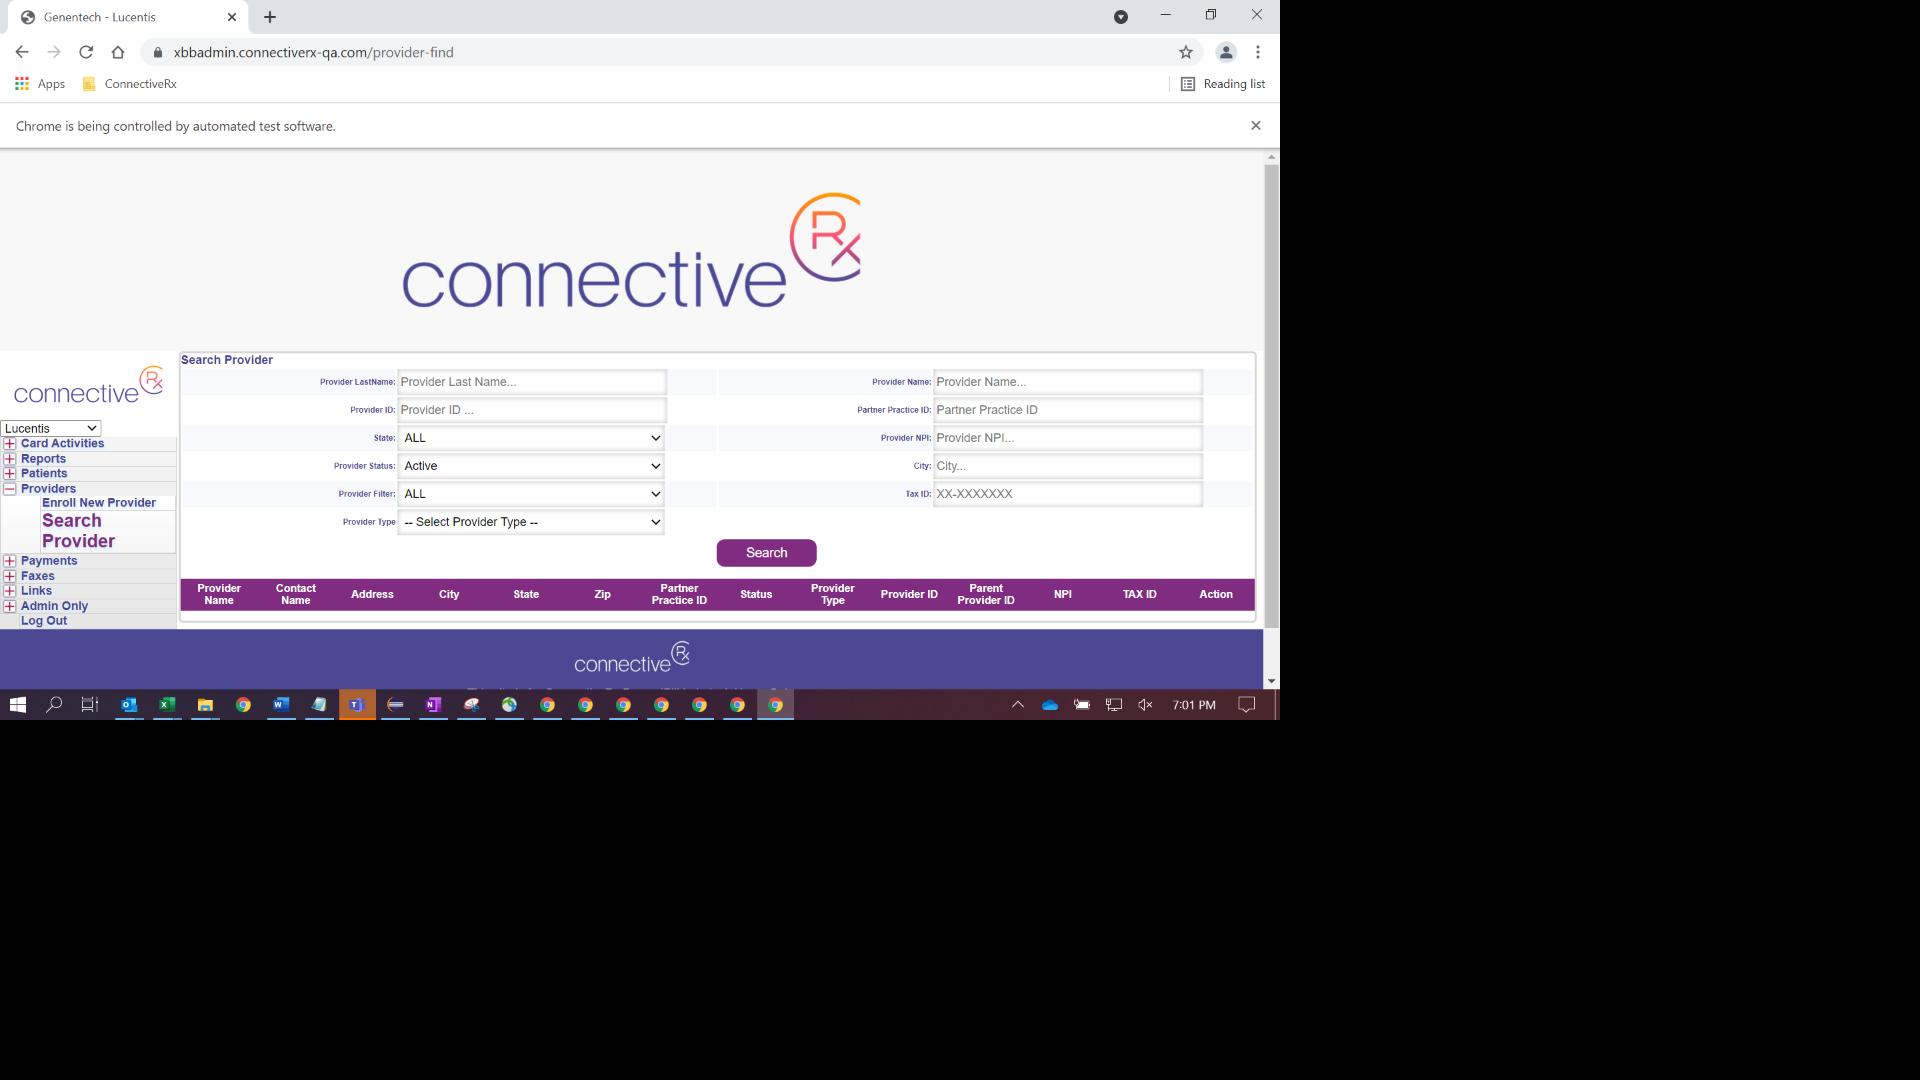 Genentech - Lucentis
xbbadmin.connectiverx-qa.com/provider-find
Apps
ConnectiveRx
Reading list
Chrome is being controlled by automated test software.
connective Rx
connective Rx
Lucentis
Card Activities
Reports
Patients
Providers
Enroll New Provider
Search
Provider
Payments
Faxes
Links
Admin Only
Log Out
Search Provider
Provider LastName: Provider Last Name...
Provider Name: Provider Name...
Provider ID: Provider ID ...
Partner Practice ID: Partner Practice ID
State: ALL
Provider NPI: Provider NPI...
Provider Status: Active
City: City...
Provider Filter: ALL
Tax ID: XX-XXXXXXX
Provider Type -- Select Provider Type --
Search
Provider Name Contact Name Address City State Zip Partner Practice ID Status Provider Type Provider ID Parent Provider ID NPI TAX ID Action
connective Rx
7:01 PM